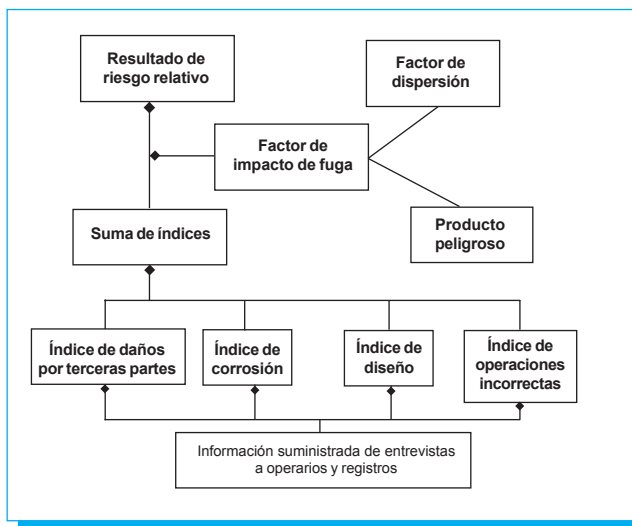 Resultado de
riesgo relativo
Factor de
dispersión
Factor de
impacto de fuga
Suma de índices
Producto
peligroso
Índice de daños
por terceras partes
Índice de
corrosión
Índice de
diseño
Índice de
operaciones
incorrectas
Información suministrada de entrevistas
a operarios y registros